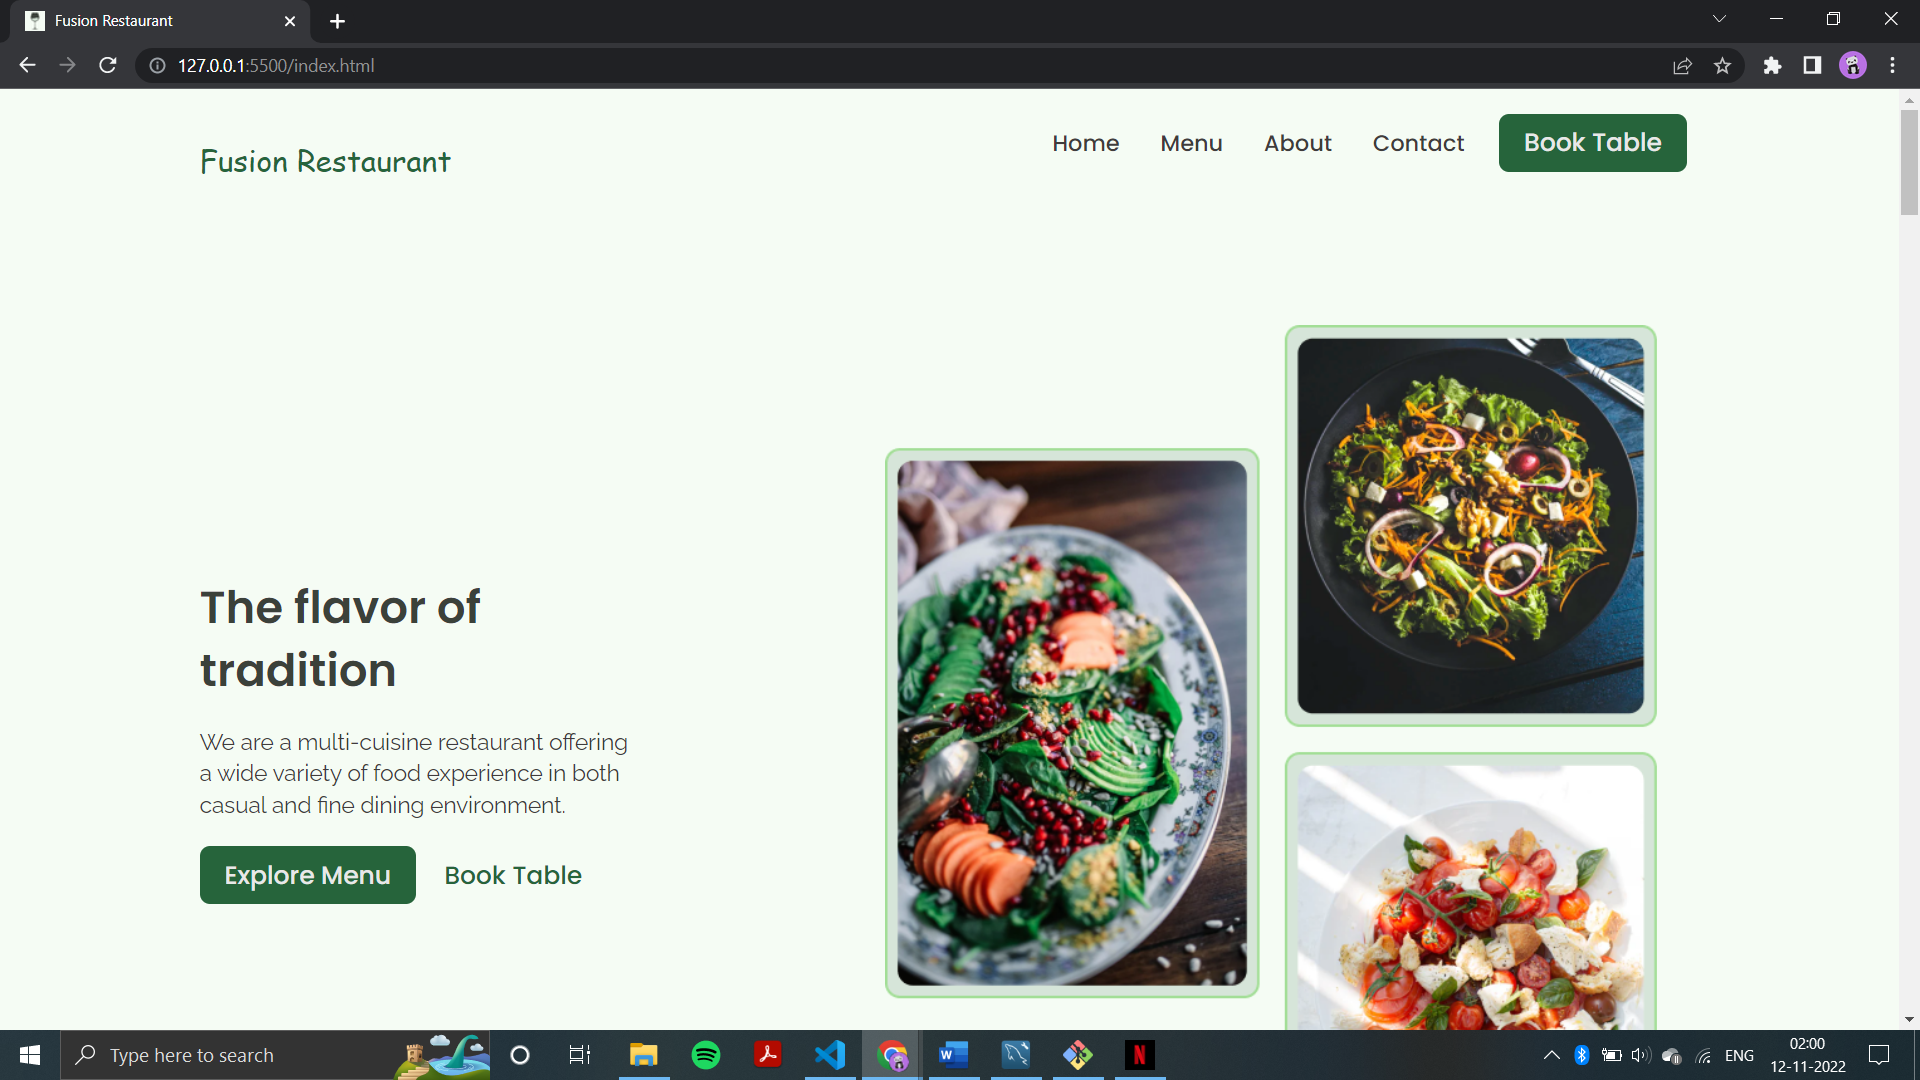 Fusion Restaurant
127.0.0.1:5500/index.html
Fusion Restaurant
Home Menu About Contact Book Table
The flavor of
tradition
We are a multi-cuisine restaurant offering
a wide variety of food experience in both
casual and fine dining environment.
Explore Menu Book Table
Type here to search
W
N
ENG
02:00
12-11-2022